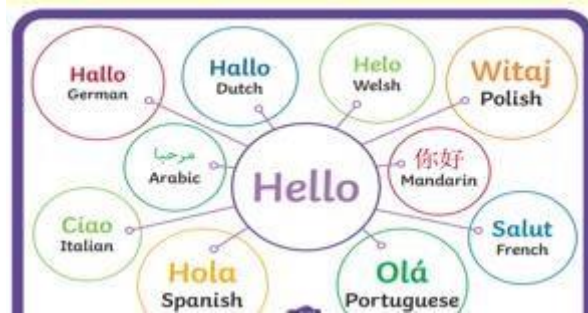 Hallo
German
Hallo
Dutch
Helo
Welsh
Witaj
Polish
مرحبا
Arabic
Hello
你好
Mandarin
Ciao
Italian
Salut
French
Hola
Spanish
Olá
Portuguese